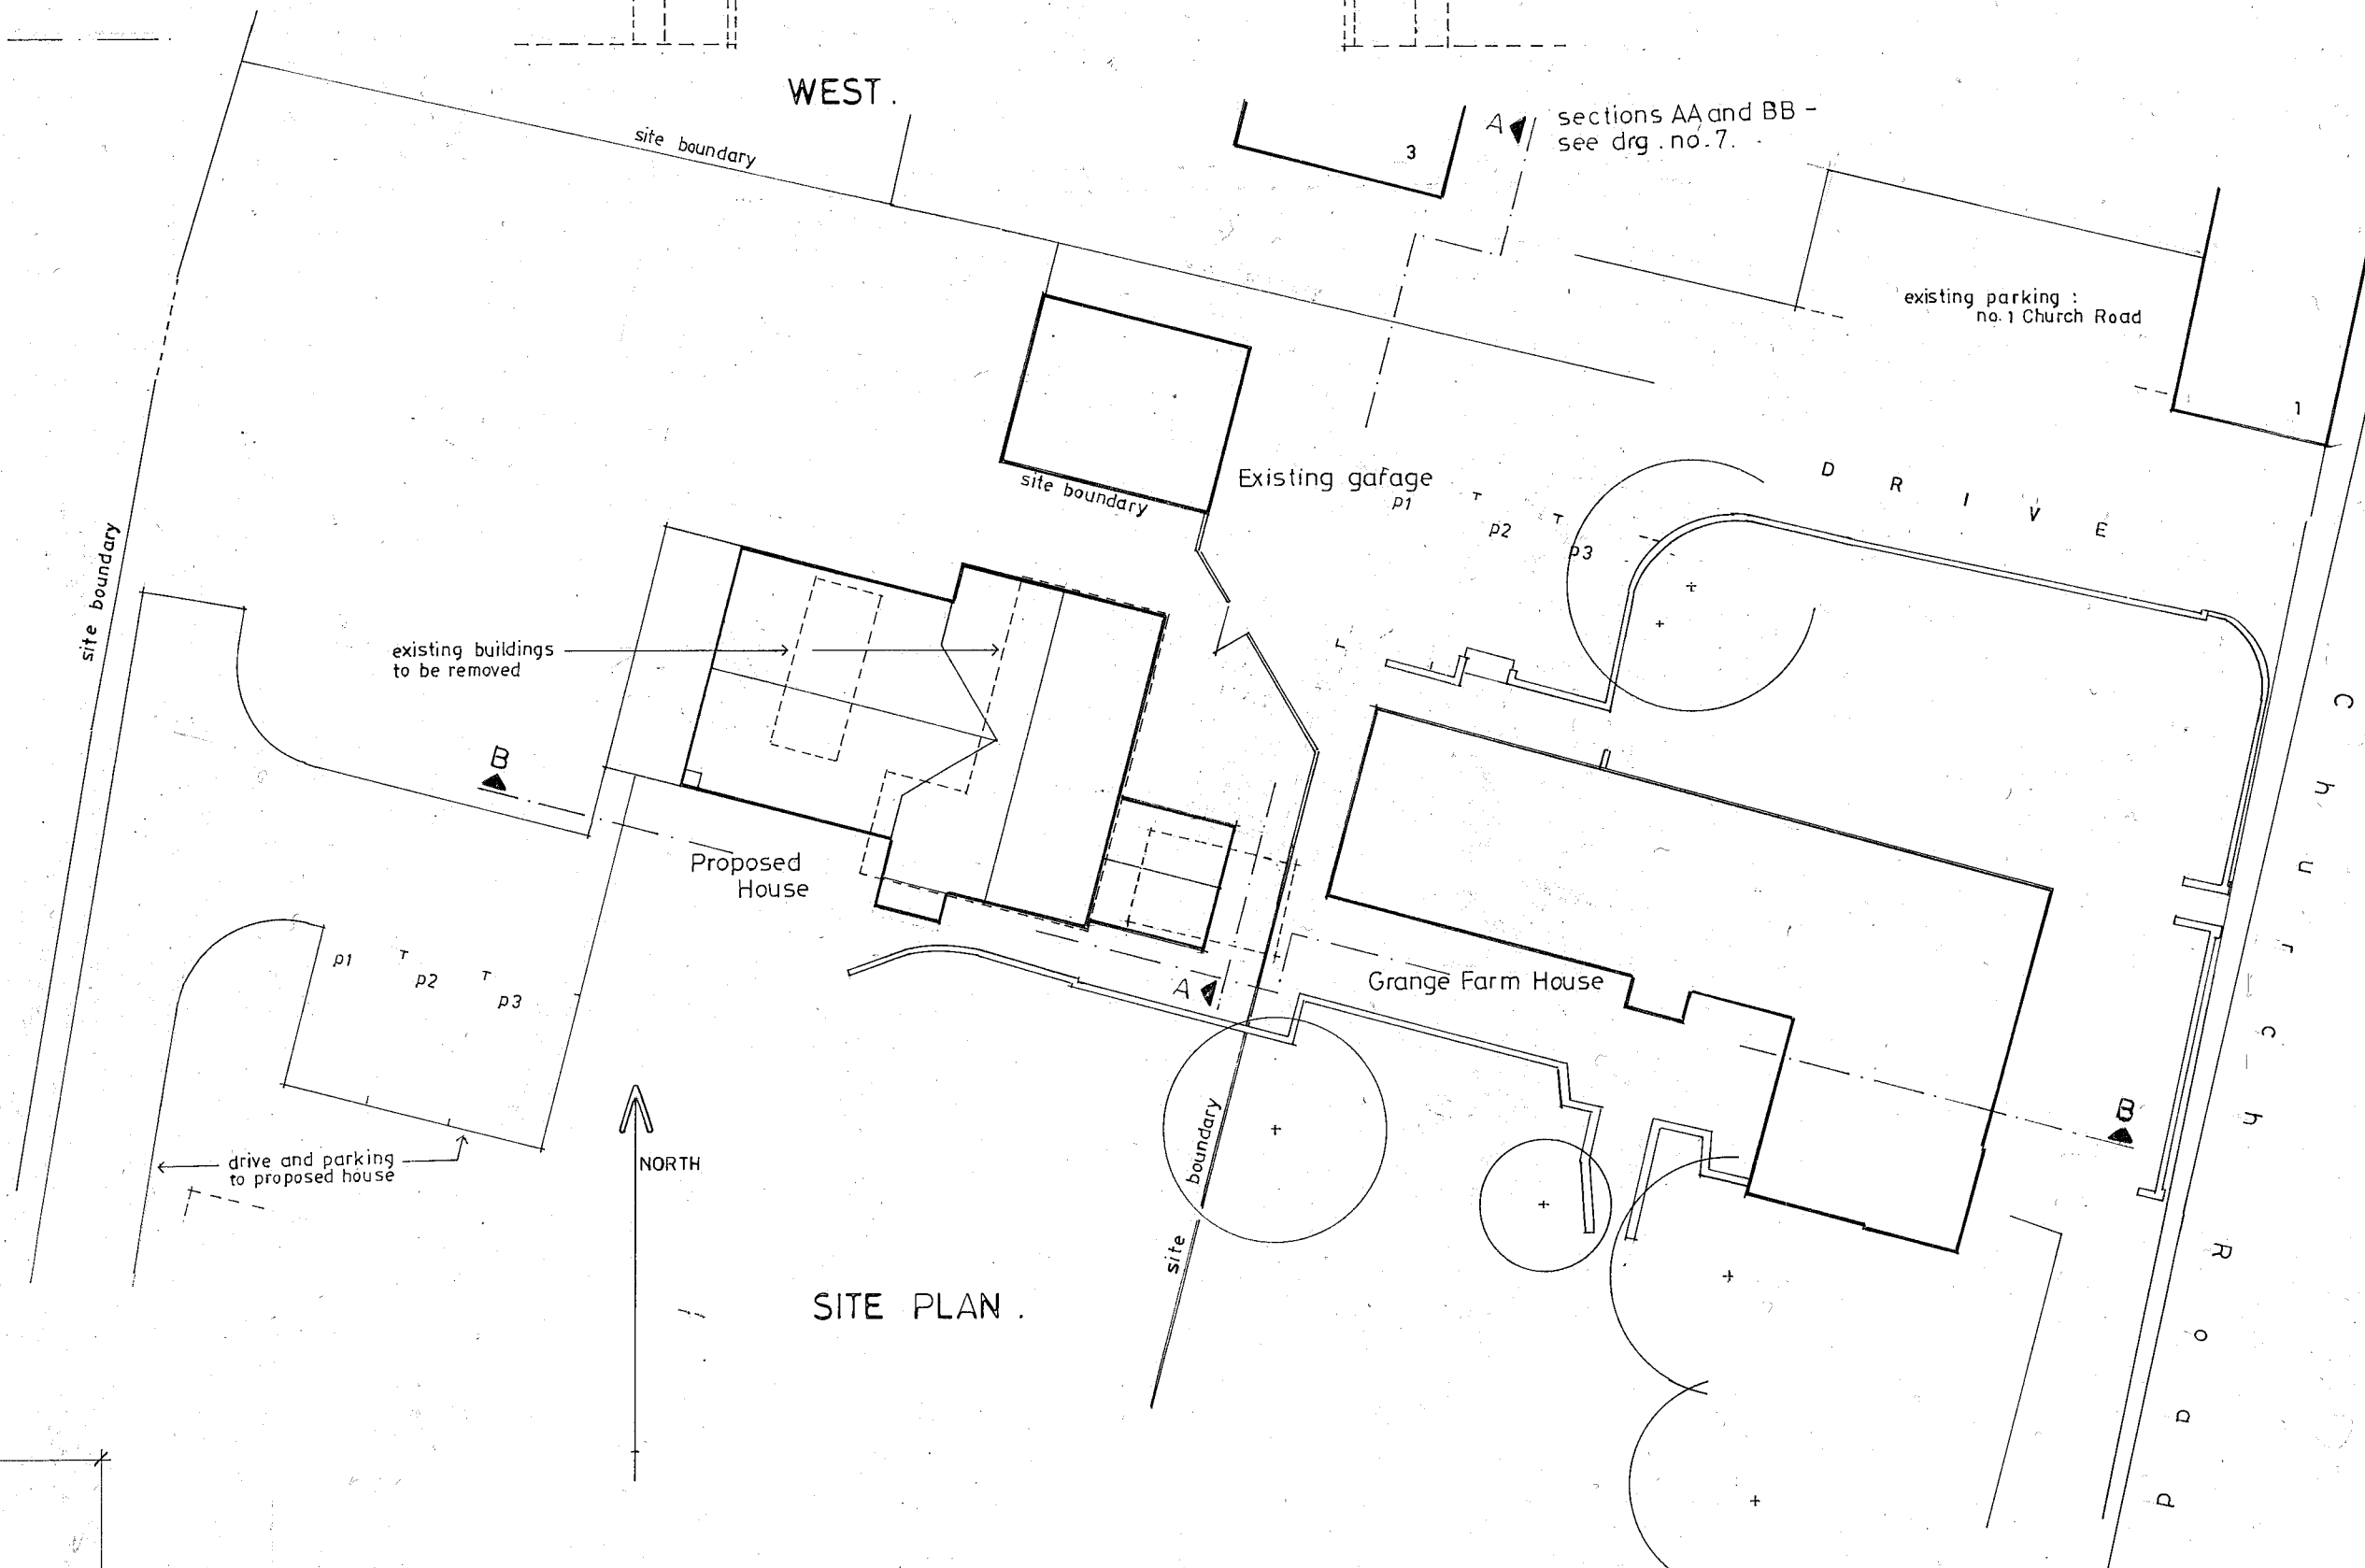 WEST.
site boundary
3
A
sections AA and BB -
see drg. no. 7.
existing parking :
no. 1 Church Road
1
site boundary
Existing garage
p1
p2
p3
D R I V E
site boundary
existing buildings
to be removed
B
Proposed
House
A
Grange Farm House
Church Road
p1
p2
p3
B
drive and parking
to proposed house
NORTH
site boundary
SITE PLAN.